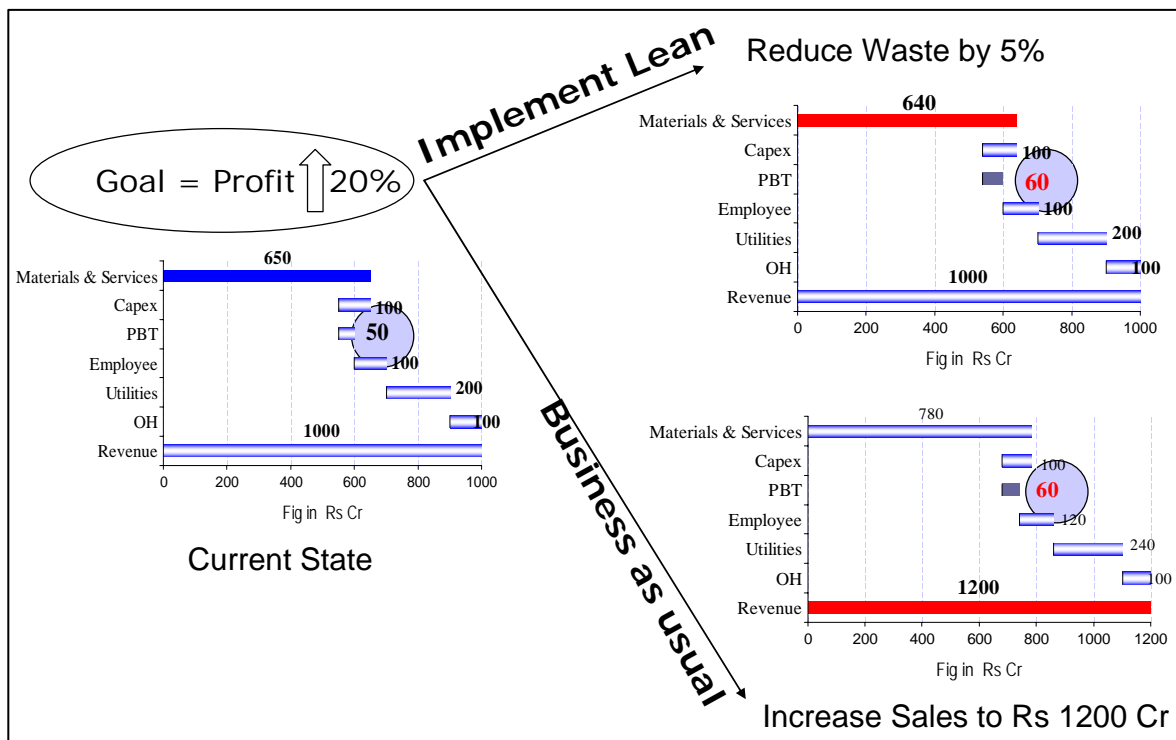 Goal = Profit 20%
Implement Lean
Reduce Waste by 5%
640
Materials & Services
Capex 100
PBT 60
Employee 100
Utilities 200
OH 100
Revenue 1000
0 200 400 600 800 1000
Fig in Rs Cr
650
Materials & Services
Capex 100
PBT 50
Employee 100
Utilities 200
OH 100
Revenue 1000
0 200 400 600 800 1000
Fig in Rs Cr
Current State
Business as usual
780
Materials & Services
Capex 100
PBT 60
Employee 120
Utilities 240
OH 100
Revenue 1200
0 200 400 600 800 1000 1200
Fig in Rs Cr
Increase Sales to Rs 1200 Cr